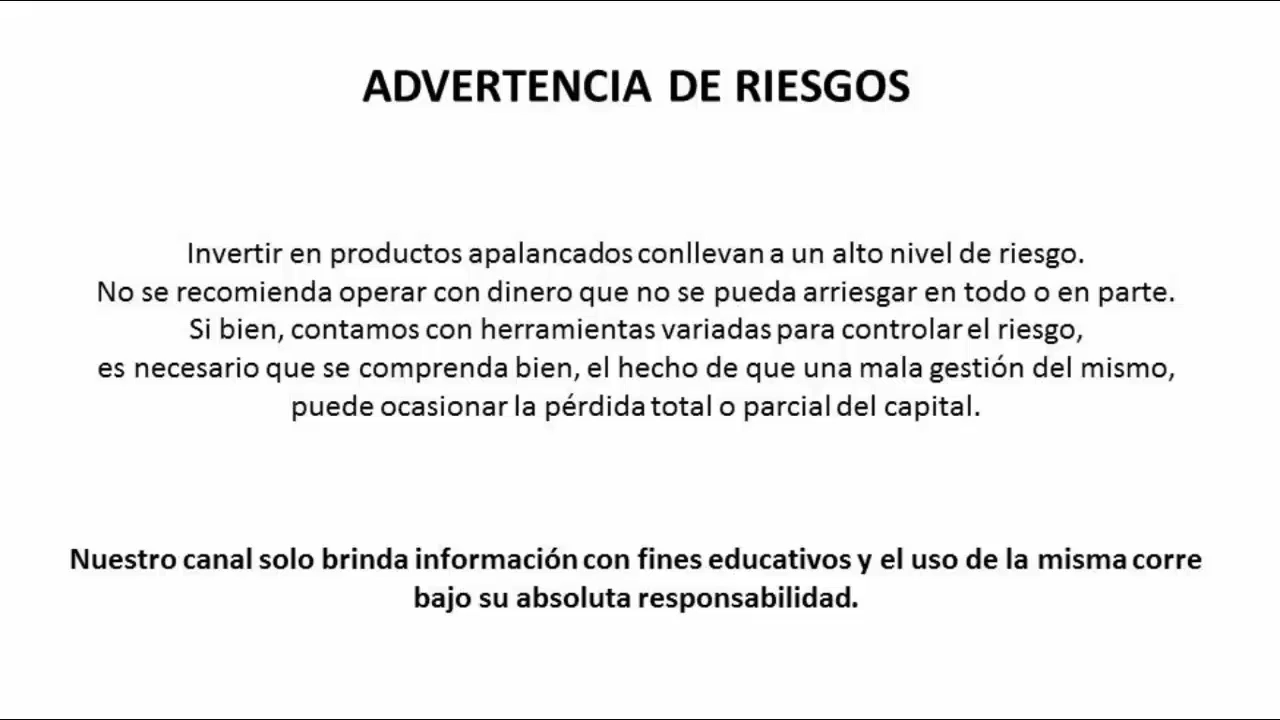 ADVERTENCIA DE RIESGOS
Invertir en productos apalancados conllevan a un alto nivel de riesgo.
No se recomienda operar con dinero que no se pueda arriesgar en todo o en parte.
Si bien, contamos con herramientas variadas para controlar el riesgo,
es necesario que se comprenda bien, el hecho de que una mala gestión del mismo,
puede ocasionar la pérdida total o parcial del capital.
Nuestro canal solo brinda información con fines educativos y el uso de la misma corre
bajo su absoluta responsabilidad.